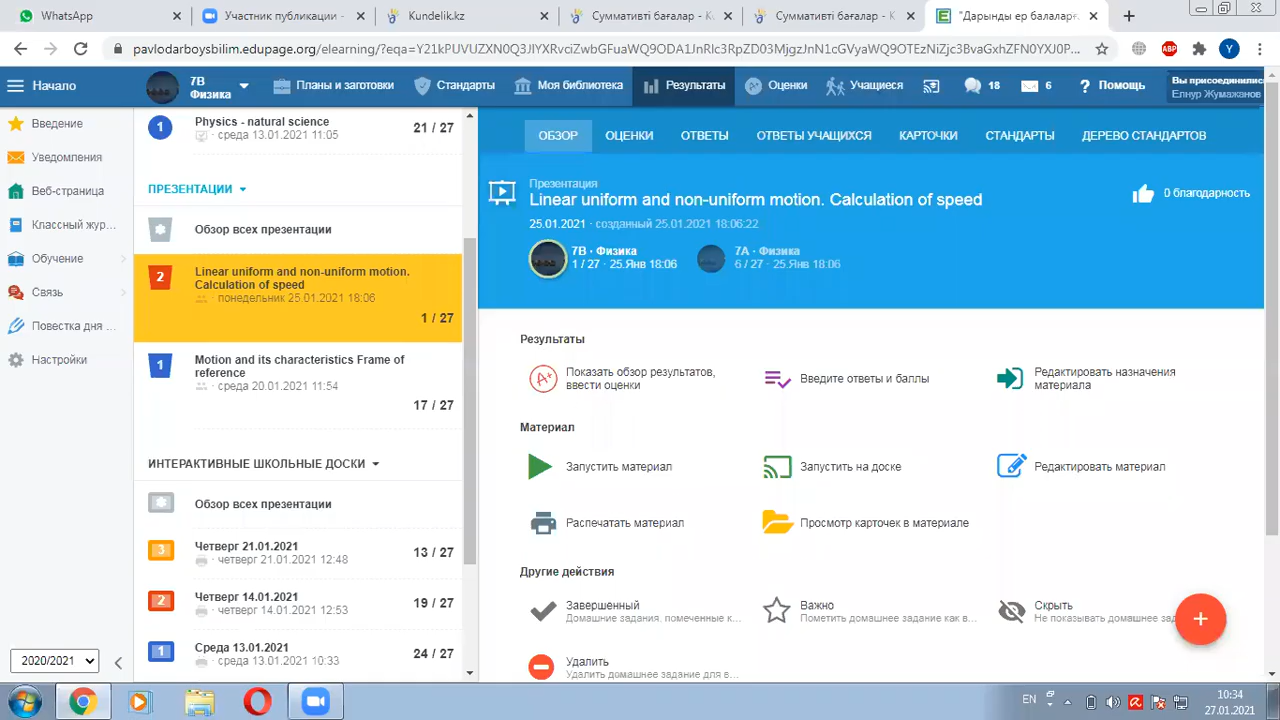 WhatsApp
Участник публикации -
Kundelik.kz
Суммативті бағалар - К
Суммативті бағалар - К
"Дарынды ер балаларғ
pavlodarboysbilim.edupage.org/elearning/?eqa=
Y
Начало
7B
Физика
Планы и заготовки
Стандарты
Моя библиотека
Результаты
Оценки
Учащиеся
18
6
? Помощь
Вы присоединились
Елнур Жумажанов
Введение
Уведомления
Веб-страница
Классный жур...
Обучение
Связь
Повестка дня ...
Настройки
2020/2021
1
Physics - natural science
среда 13.01.2021 11:05
21 / 27
ПРЕЗЕНТАЦИИ
Обзор всех презентации
2
Linear uniform and non-uniform motion.
Calculation of speed
· понедельник 25.01.2021 18:06
1 / 27
1
Motion and its characteristics Frame of
reference
· среда 20.01.2021 11:54
17 / 27
ИНТЕРАКТИВНЫЕ ШКОЛЬНЫЕ ДОСКИ
Обзор всех презентации
3
Четверг 21.01.2021
· четверг 21.01.2021 12:48
13 / 27
2
Четверг 14.01.2021
· четверг 14.01.2021 12:53
19 / 27
1
Среда 13.01.2021
· среда 13.01.2021 10:33
24 / 27
ОБЗОР
ОЦЕНКИ
ОТВЕТЫ
ОТВЕТЫ УЧАЩИХСЯ
КАРТОЧКИ
СТАНДАРТЫ
ДЕРЕВО СТАНДАРТОВ
Презентация
Linear uniform and non-uniform motion. Calculation of speed
25.01.2021 · созданный 25.01.2021 18:06:22
0 благодарность
7B · Физика
1 / 27 · 25.Янв 18:06
7A · Физика
6 / 27 · 25.Янв 18:06
Результаты
Показать обзор результатов,
ввести оценки
Введите ответы и баллы
Редактировать назначения
материала
Материал
Запустить материал
Запустить на доске
Редактировать материал
Распечатать материал
Просмотр карточек в материале
Другие действия
Завершенный
Домашние задания, помеченные к...
Важно
Пометить домашнее задание как в...
Скрыть
Не показывать домашнее зад
Удалить
Удалить домашнее задание для в...
EN
10:34
27.01.2021